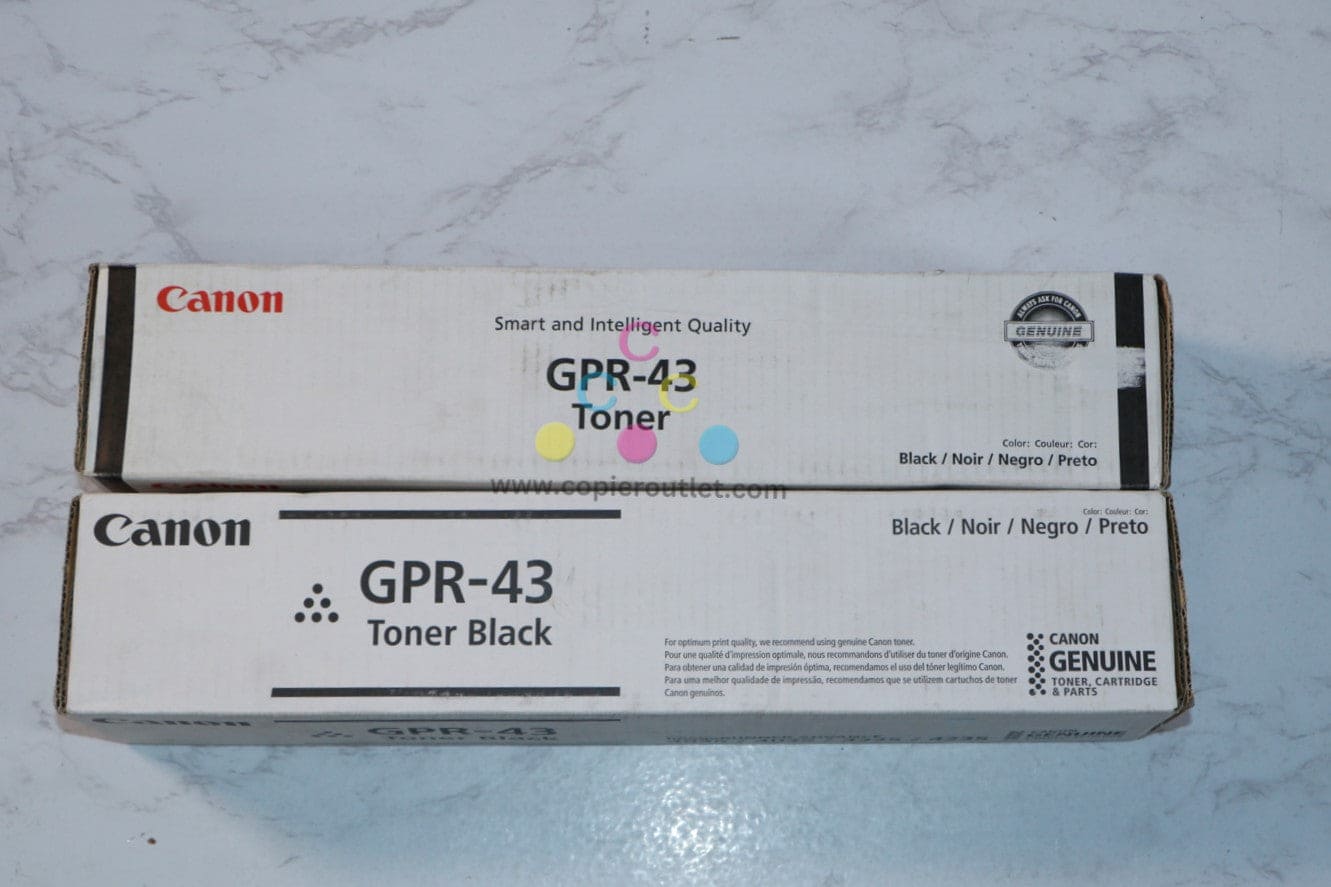 Canon
Smart and Intelligent Quality
GPR-43
Toner
ALWAYS ASK FOR CANON
GENUINE
Color: Couleur: Cor:
Black / Noir / Negro / Preto
www.copieroutlet.com
Canon
GPR-43
Toner Black
Color: Couleur: Cor:
Black / Noir / Negro / Preto
For optimum print quality, we recommend using genuine Canon toner.
Pour une qualité d'impression optimale, nous recommandons d'utiliser du toner d'origine Canon.
Para obtener una calidad de impresión óptima, recomendamos el uso del tóner legítimo Canon.
Para uma melhor qualidade de impressão, recomendamos que se utilizem cartuchos de toner
Canon genuínos.
CANON
GENUINE
TONER, CARTRIDGE
& PARTS
Canon
GPR-43
Toner Black
GENUINE